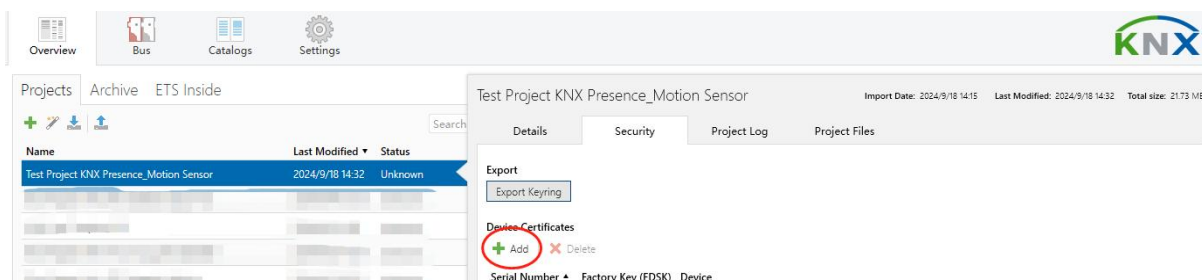 Overview Bus Catalogs Settings
KNX
Projects Archive ETS Inside
Search
Name Last Modified Status
Test Project KNX Presence_Motion Sensor 2024/9/18 14:32 Unknown
Test Project KNX Presence_Motion Sensor
Import Date: 2024/9/18 14:15 Last Modified: 2024/9/18 14:32 Total size: 21.73 ME
Details Security Project Log Project Files
Export
Export Keyring
Device Certificates
Add Delete
Serial Number Factory Key (FDSK) Device